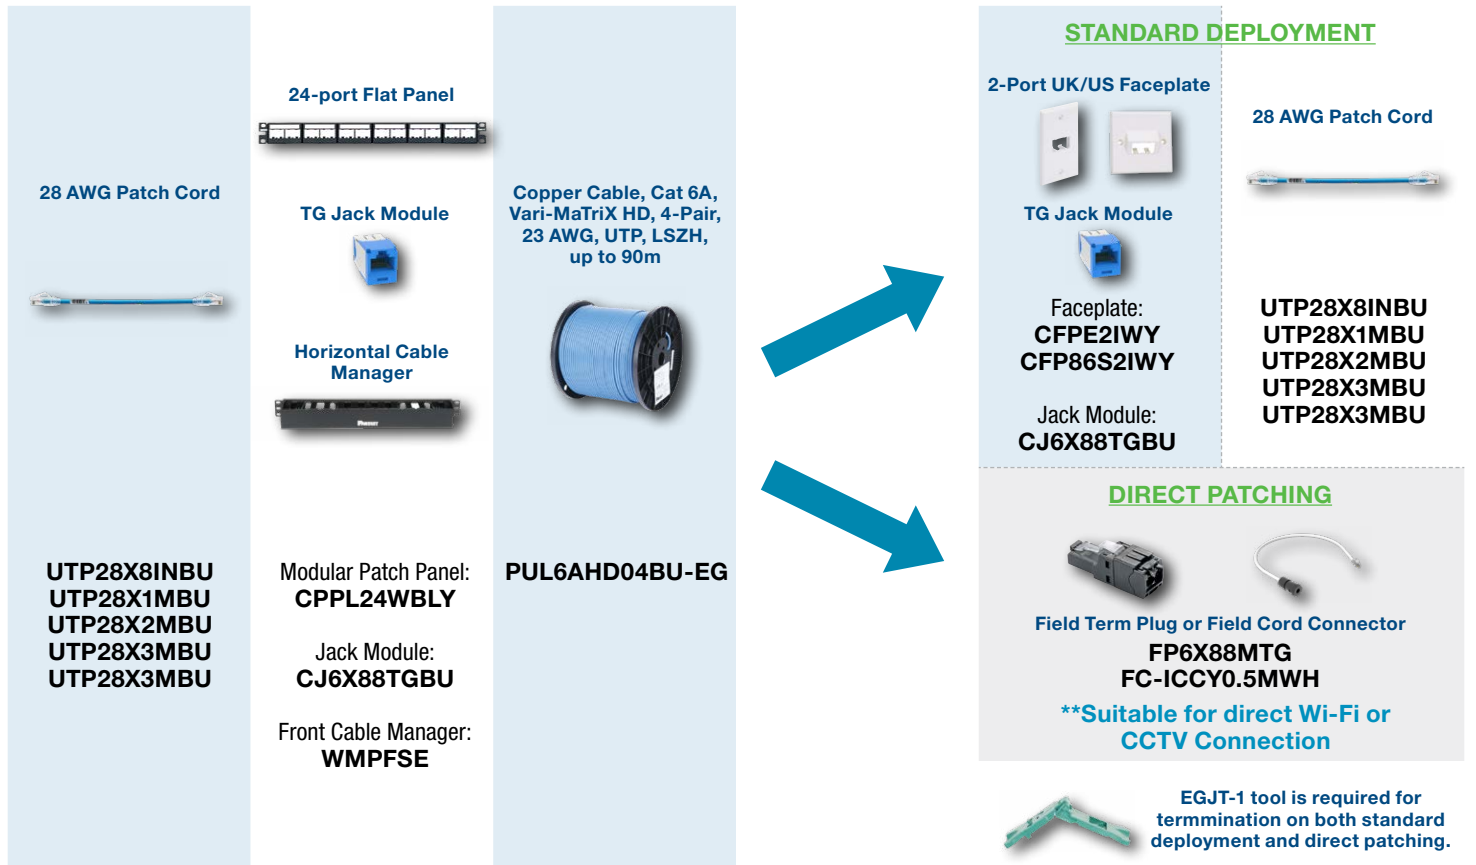 28 AWG Patch Cord
UTP28X8INBU
UTP28X1MBU
UTP28X2MBU
UTP28X3MBU
UTP28X3MBU
24-port Flat Panel
TG Jack Module
Horizontal Cable
Manager
PANDUIT
Modular Patch Panel:
CPPL24WBLY
Jack Module:
CJ6X88TGBU
Front Cable Manager:
WMPFSE
Copper Cable, Cat 6A,
Vari-MaTriX HD, 4-Pair,
23 AWG, UTP, LSZH,
up to 90m
PUL6AHD04BU-EG
STANDARD DEPLOYMENT
2-Port UK/US Faceplate
TG Jack Module
Faceplate:
CFPE2IWY
CFP86S2IWY
Jack Module:
CJ6X88TGBU
28 AWG Patch Cord
UTP28X8INBU
UTP28X1MBU
UTP28X2MBU
UTP28X3MBU
UTP28X3MBU
DIRECT PATCHING
Field Term Plug or Field Cord Connector
FP6X88MTG
FC-ICCY0.5MWH
**Suitable for direct Wi-Fi or
CCTV Connection
EGJT-1 tool is required for
termmination on both standard
deployment and direct patching.